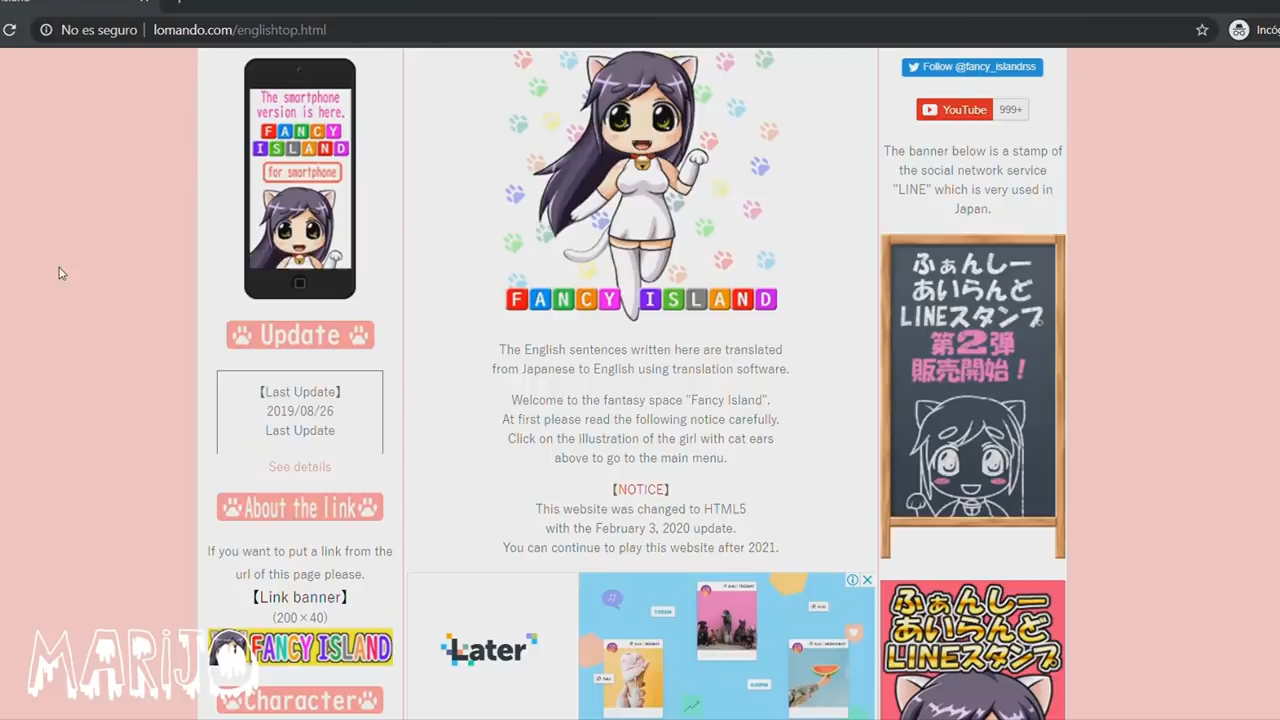 No es seguro
lomando.com/englishtop.html
The smartphone
version is here.
FANCY
ISLAND
for smartphone
Update
【Last Update】
2019/08/26
Last Update
See details
About the link
If you want to put a link from the
url of this page please.
【Link banner】
(200×40)
FANCY ISLAND
Character
MARIJO
FANCY ISLAND
The English sentences written here are translated
from Japanese to English using translation software.
Welcome to the fantasy space "Fancy Island".
At first please read the following notice carefully.
Click on the illustration of the girl with cat ears
above to go to the main menu.
【NOTICE】
This website was changed to HTML5
with the February 3, 2020 update.
You can continue to play this website after 2021.
Later
Follow @fancy_islandrss
YouTube 999+
The banner below is a stamp of
the social network service
"LINE" which is very used in
Japan.
ふぁんしー
あいらんど
LINEスタンプ
第2弾
販売開始！
ふぁんしー
あいらんど
LINEスタンプ